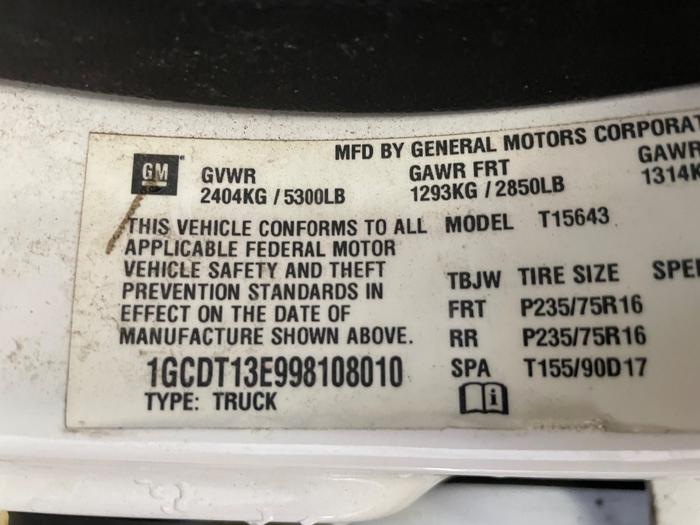 MFD BY GENERAL MOTORS CORPORAT
GM GVWR GAWR FRT GAWR
2404KG / 5300LB 1293KG / 2850LB 1314K
THIS VEHICLE CONFORMS TO ALL MODEL T15643
APPLICABLE FEDERAL MOTOR
VEHICLE SAFETY AND THEFT TBJW TIRE SIZE SPE
PREVENTION STANDARDS IN
EFFECT ON THE DATE OF FRT P235/75R16
MANUFACTURE SHOWN ABOVE. RR P235/75R16
1GCDT13E998108010 SPA T155/90D17
TYPE: TRUCK i